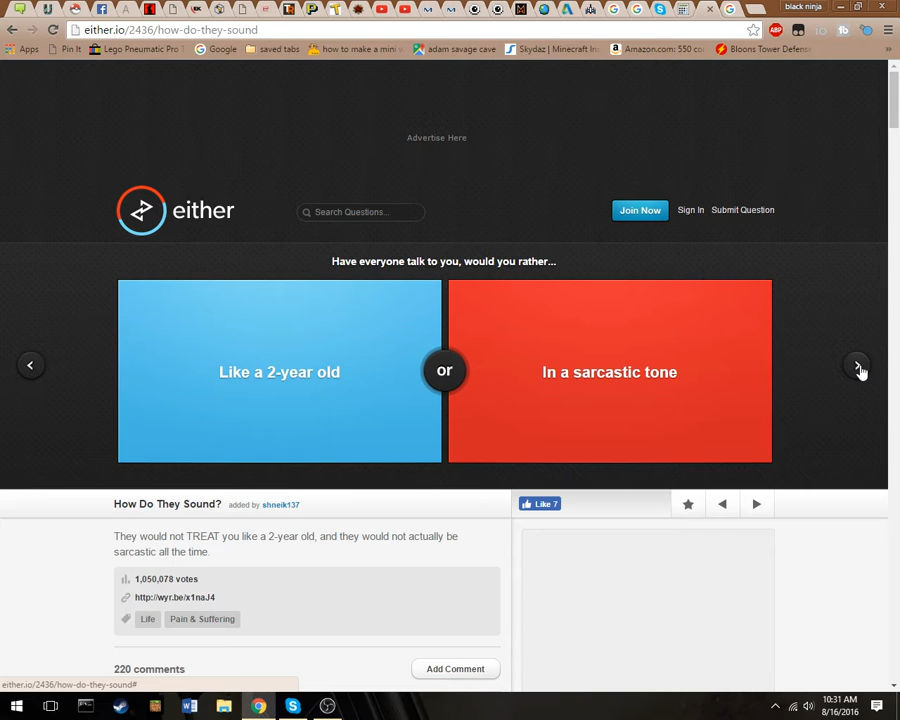 black ninja
either.io/2436/how-do-they-sound
Apps Pin It Lego Pneumatic Pro Google saved tabs how to make a mini adam savage cave Skydaz | Minecraft Ins Amazon.com: 550 co Bloons Tower Defens
Advertise Here
either
Search Questions...
Join Now Sign In Submit Question
Have everyone talk to you, would you rather...
Like a 2-year old or In a sarcastic tone
How Do They Sound? added by shneik137
Like 7
They would not TREAT you like a 2-year old, and they would not actually be
sarcastic all the time.
1,050,078 votes
http://wyr.be/x1naJ4
Life Pain & Suffering
220 comments Add Comment
either.io/2436/how-do-they-sound#
10:31 AM
8/16/2016